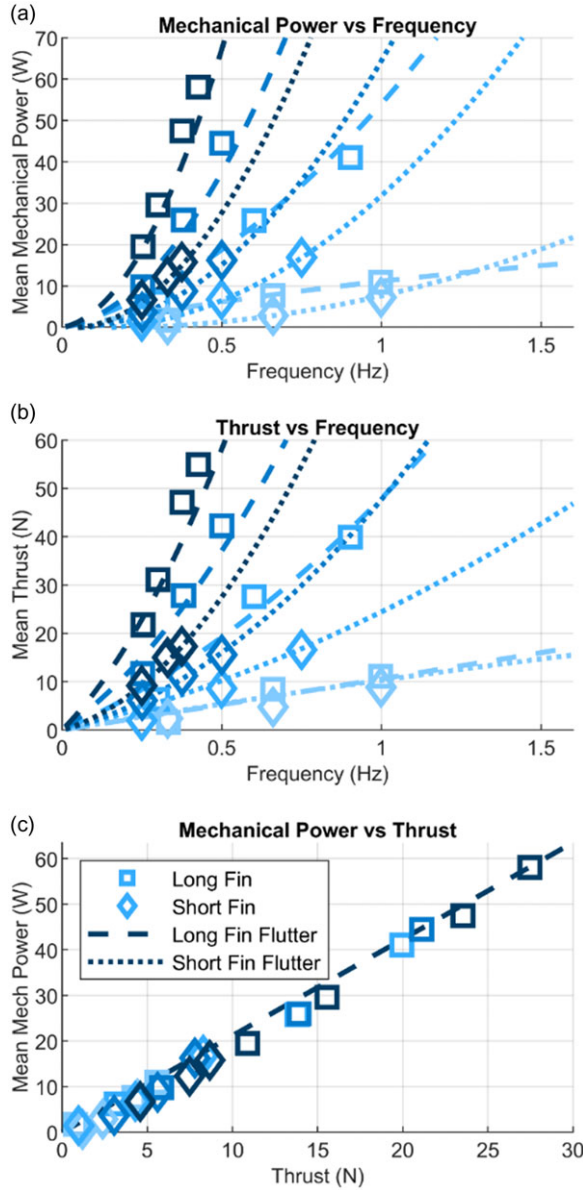 (a)
Mechanical Power vs Frequency
Mean Mechanical Power (W)
70
60
50
40
30
20
10
0
0 0.5 1 1.5
Frequency (Hz)
(b)
Thrust vs Frequency
Mean Thrust (N)
60
50
40
30
20
10
0
0 0.5 1 1.5
Frequency (Hz)
(c)
Mechanical Power vs Thrust
Mean Mech Power (W)
60
50
40
30
20
10
0
Long Fin
Short Fin
Long Fin Flutter
Short Fin Flutter
0 5 10 15 20 25 30
Thrust (N)